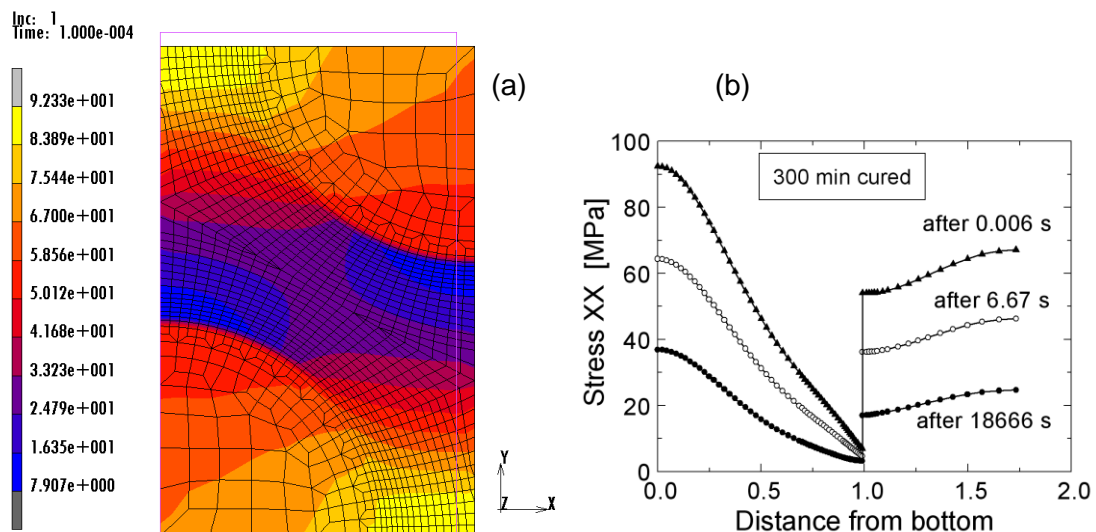 Inc: 1
Time: 1.000e-004
9.233e+001
8.389e+001
7.544e+001
6.700e+001
5.856e+001
5.012e+001
4.168e+001
3.323e+001
2.479e+001
1.635e+001
7.907e+000
(a)
Y
Z X
(b)
300 min cured
after 0.006 s
after 6.67 s
after 18666 s
Stress XX [MPa]
100
80
60
40
20
0
0.0 0.5 1.0 1.5 2.0
Distance from bottom